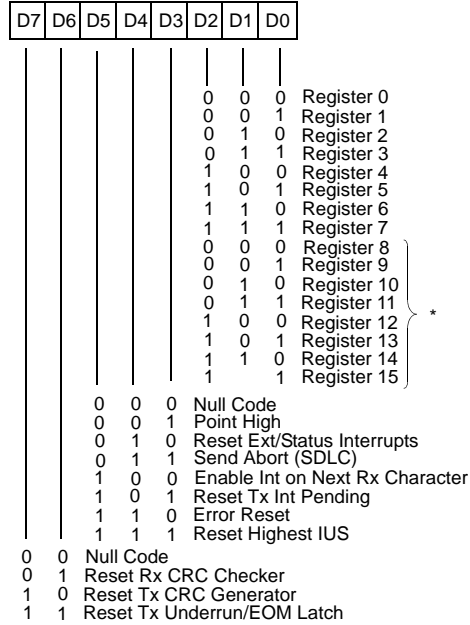 D7 D6 D5 D4 D3 D2 D1 D0
0 0 0 Register 0
0 0 1 Register 1
0 1 0 Register 2
0 1 1 Register 3
1 0 0 Register 4
1 0 1 Register 5
1 1 0 Register 6
1 1 1 Register 7
0 0 0 Register 8
0 0 1 Register 9
0 1 0 Register 10
0 1 1 Register 11 *
1 0 0 Register 12
1 0 1 Register 13
1 1 0 Register 14
1 1 Register 15
0 0 0 Null Code
0 0 1 Point High
0 1 0 Reset Ext/Status Interrupts
0 1 1 Send Abort (SDLC)
1 0 0 Enable Int on Next Rx Character
1 0 1 Reset Tx Int Pending
1 1 0 Error Reset
1 1 1 Reset Highest IUS
0 0 Null Code
0 1 Reset Rx CRC Checker
1 0 Reset Tx CRC Generator
1 1 Reset Tx Underrun/EOM Latch